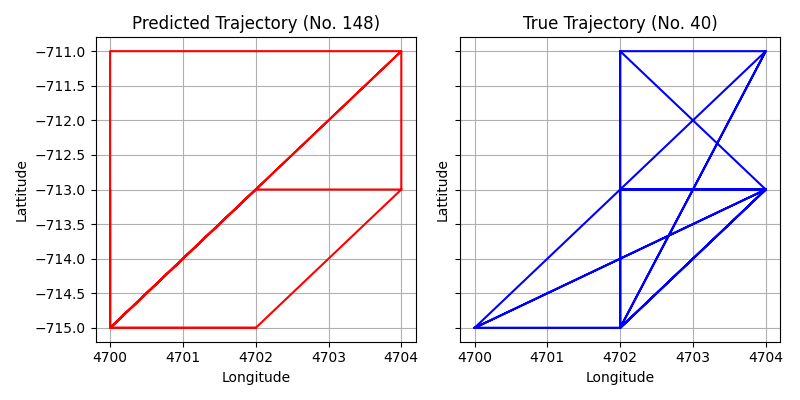 Predicted Trajectory (No. 148)
True Trajectory (No. 40)
−711.0
−711.5
−712.0
−712.5
−713.0
−713.5
−714.0
−714.5
−715.0
Lattitude
Lattitude
4700 4701 4702 4703 4704
4700 4701 4702 4703 4704
Longitude
Longitude